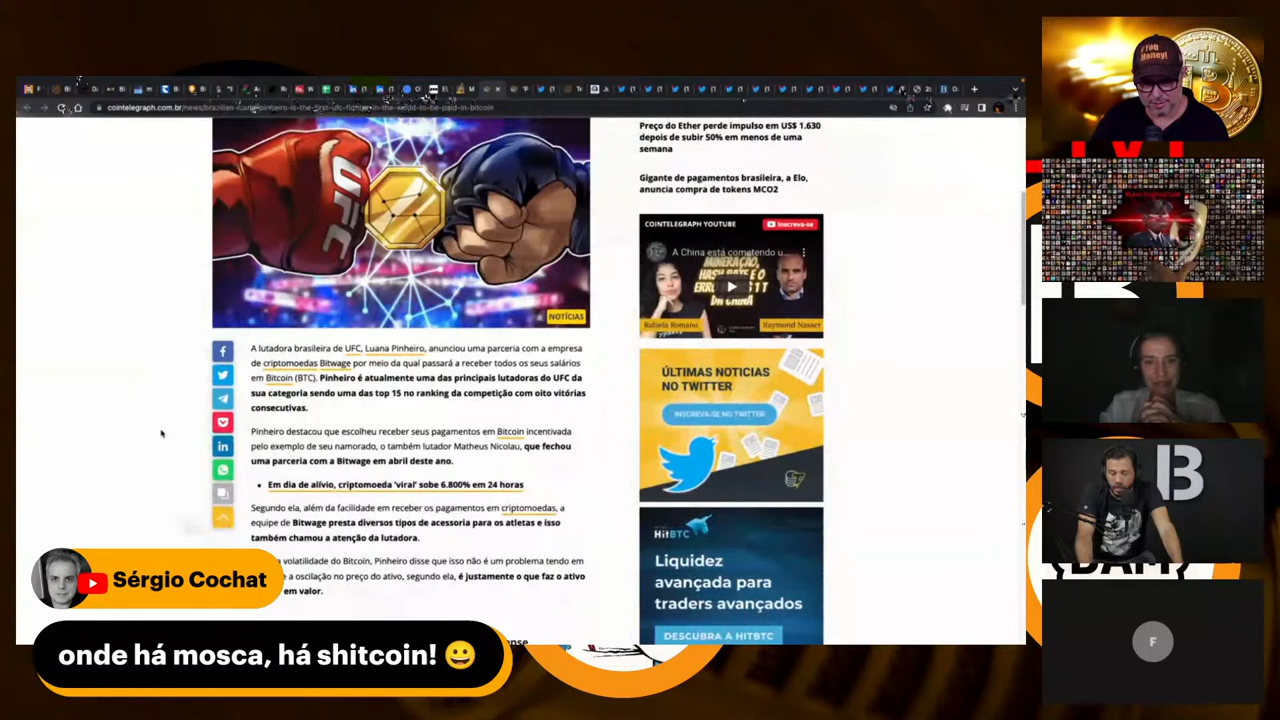 cointelegraph.com.br/news/brazilian-luana-pinheiro-is-the-first-ufc-fighter-in-the-world-to-be-paid-in-bitcoin
UFC
NOTÍCIAS
A lutadora brasileira de UFC, Luana Pinheiro, anunciou uma parceria com a empresa
de criptomoedas Bitwage por meio da qual passará a receber todos os seus salários
em Bitcoin (BTC). Pinheiro é atualmente uma das principais lutadoras do UFC da
sua categoria sendo uma das top 15 no ranking da competição com oito vitórias
consecutivas.
Pinheiro destacou que escolheu receber seus pagamentos em Bitcoin incentivada
pelo exemplo de seu namorado, o também lutador Matheus Nicolau, que fechou
uma parceria com a Bitwage em abril deste ano.
Em dia de alívio, criptomoeda 'viral' sobe 6.800% em 24 horas
Segundo ela, além da facilidade em receber os pagamentos em criptomoedas, a
equipe de Bitwage presta diversos tipos de acessoria para os atletas e isso
também chamou a atenção da lutadora.
volatilidade do Bitcoin, Pinheiro disse que isso não é um problema tendo em
e a oscilação no preço do ativo, segundo ela, é justamente o que faz o ativo
em valor.
Preço do Ether perde impulso em US$ 1.630
depois de subir 50% em menos de uma
semana
Gigante de pagamentos brasileira, a Elo,
anuncia compra de tokens MCO2
COINTELEGRAPH YOUTUBE
Inscreva-se
A China está cometendo u...
MINERAÇÃO,
HASH RATE E O
DA CHINA
Rafaela Romano
Raymond Nasser
ÚLTIMAS NOTICIAS
NO TWITTER
INSCREVA-SE NO TWITTER
HitBTC
Liquidez
avançada para
traders avançados
DESCUBRA A HITBTC
Sérgio Cochat
onde há mosca, há shitcoin! 😀
B
F